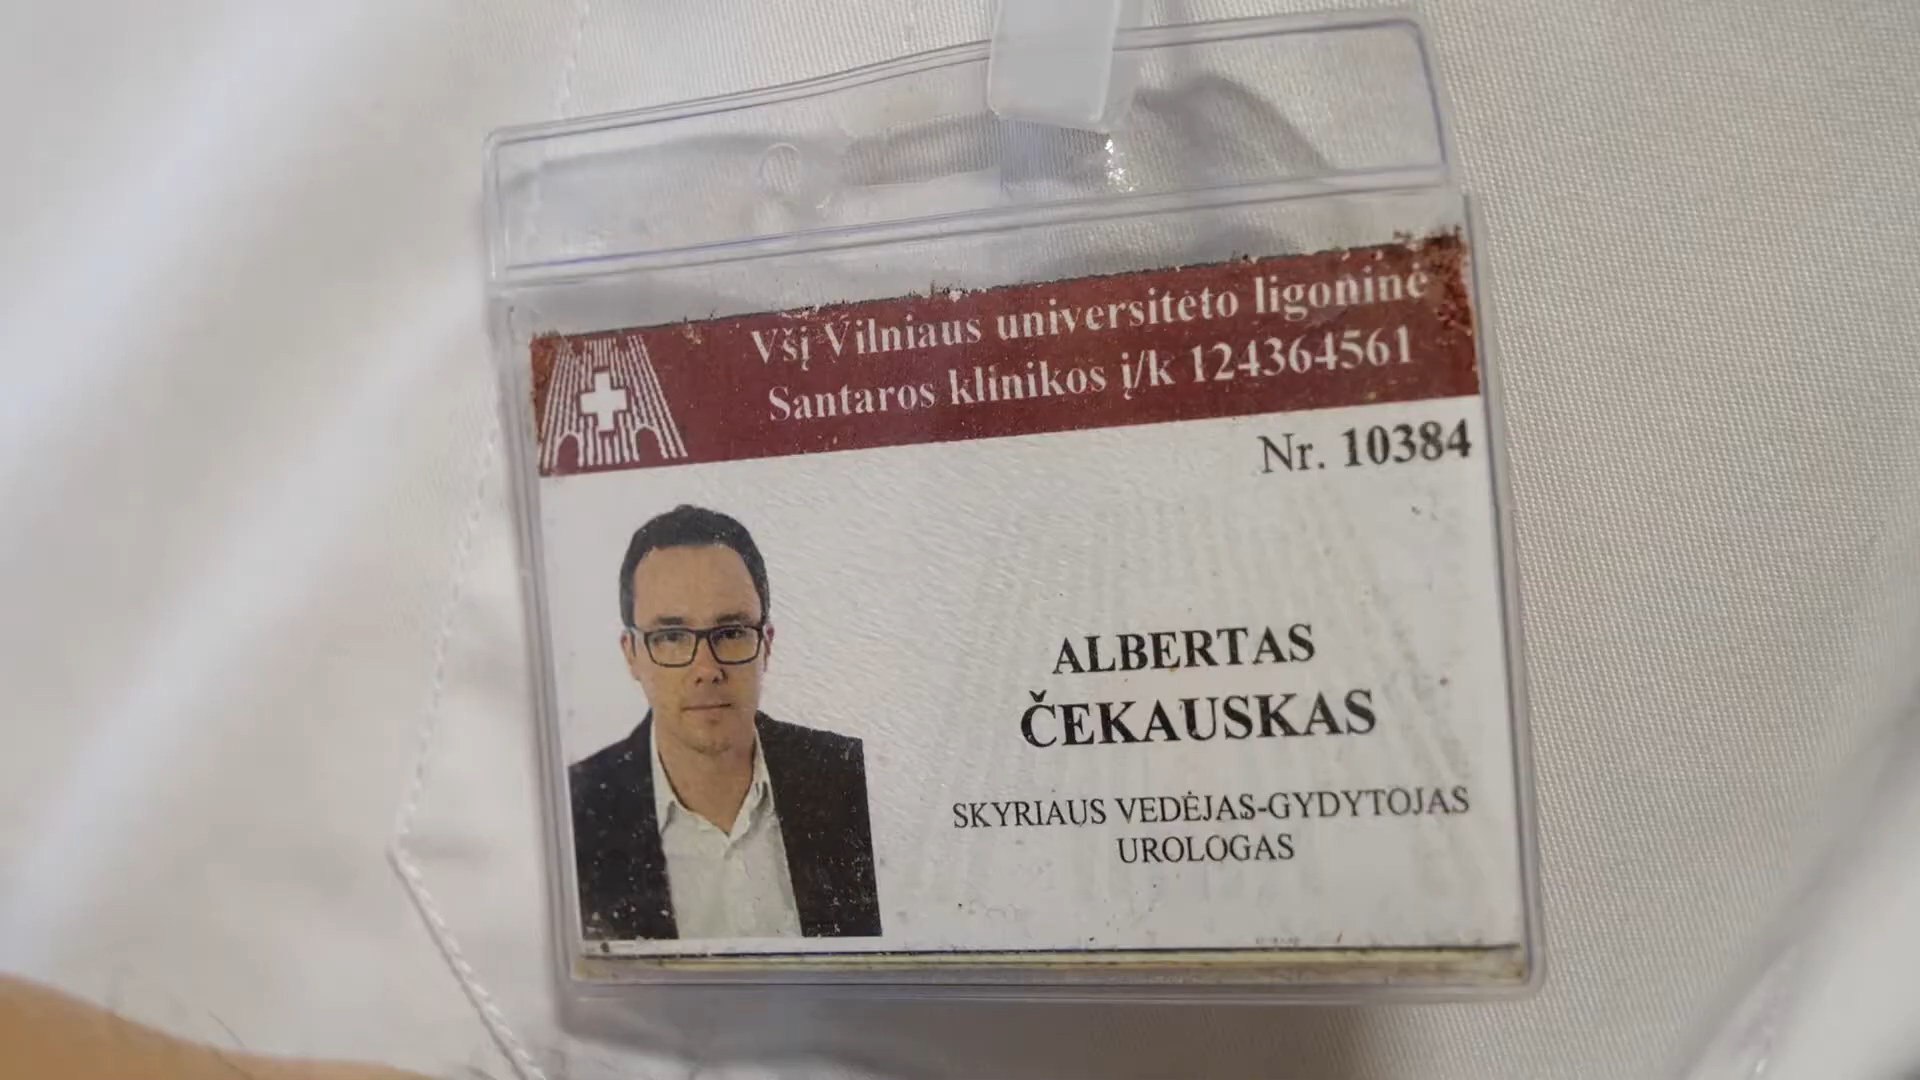 VšĮ Vilniaus universiteto ligoninė
Santaros klinikos į/k 124364561
Nr. 10384
ALBERTAS
ČEKAUSKAS
SKYRIAUS VEDĖJAS-GYDYTOJAS
UROLOGAS